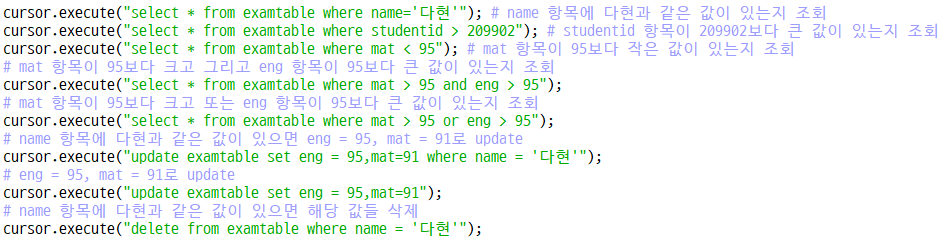 cursor.execute("select * from examtable where name='다현'"); # name 항목에 다현과 같은 값이 있는지 조회
cursor.execute("select * from examtable where studentid > 209902"); # studentid 항목이 209902보다 큰 값이 있는지 조회
cursor.execute("select * from examtable where mat < 95"); # mat 항목이 95보다 작은 값이 있는지 조회
# mat 항목이 95보다 크고 그리고 eng 항목이 95보다 큰 값이 있는지 조회
cursor.execute("select * from examtable where mat > 95 and eng > 95");
# mat 항목이 95보다 크고 또는 eng 항목이 95보다 큰 값이 있는지 조회
cursor.execute("select * from examtable where mat > 95 or eng > 95");
# name 항목에 다현과 같은 값이 있으면 eng = 95, mat = 91로 update
cursor.execute("update examtable set eng = 95,mat=91 where name = '다현'");
# eng = 95, mat = 91로 update
cursor.execute("update examtable set eng = 95,mat=91");
# name 항목에 다현과 같은 값이 있으면 해당 값들 삭제
cursor.execute("delete from examtable where name = '다현'");